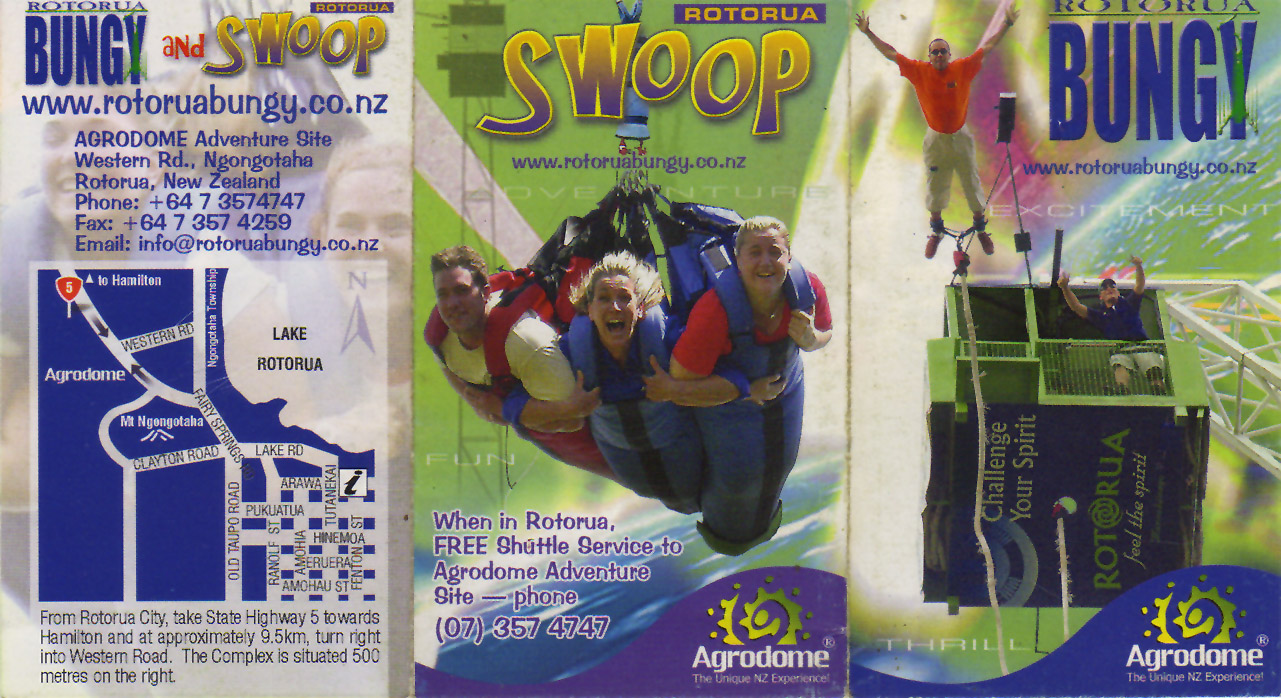 ROTORUA
BUNGY AND
ROTORUA
SWOOP
www.rotoruabungy.co.nz
AGRODOME Adventure Site
Western Rd., Ngongotaha
Rotorua, New Zealand
Phone: +64 7 3574747
Fax: +64 7 357 4259
Email: info@rotoruabungy.co.nz
5
to Hamilton
N
Ngongotaha Township
WESTERN RD
LAKE
ROTORUA
Agrodome
Mt Ngongotaha
FAIRY SPRINGS RD
CLAYTON ROAD
LAKE RD
i
ARAWA
TUTANEKAI
PUKUATUA
HINEMOA
OLD TAUPO ROAD
RANOLF ST
AMOHIA
ERUERA
FENTON ST
AMOHAU ST
From Rotorua City, take State Highway 5 towards
Hamilton and at approximately 9.5km, turn right
into Western Road. The Complex is situated 500
metres on the right.
ROTORUA
SWOOP
www.rotoruabungy.co.nz
ADVENTURE
FUN
When in Rotorua,
FREE Shuttle Service to
Agrodome Adventure
Site — phone
(07) 357 4747
Agrodome®
The Unique NZ Experience!
ROTORUA
BUNGY
www.rotoruabungy.co.nz
EXCITEMENT
Challenge
Your Spirit
ROT@RUA
feel the spirit
THRILL
Agrodome®
The Unique NZ Experience!